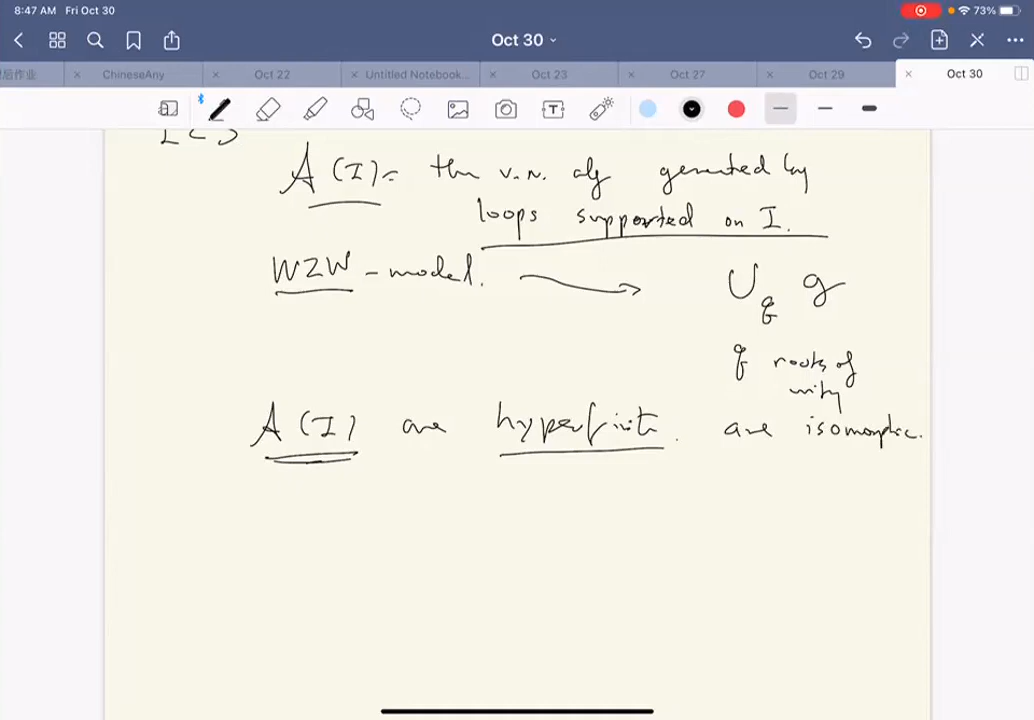 8:47 AM Fri Oct 30
73%
Oct 30
ChineseAny
Oct 22
Untitled Notebook...
Oct 23
Oct 27
Oct 29
Oct 30
A (I) = the v.n. alg generated by
loops supported on I.
WZW - model. → U_q g
q roots of
unity
A (I) are hyperfinite. are isomorphic.